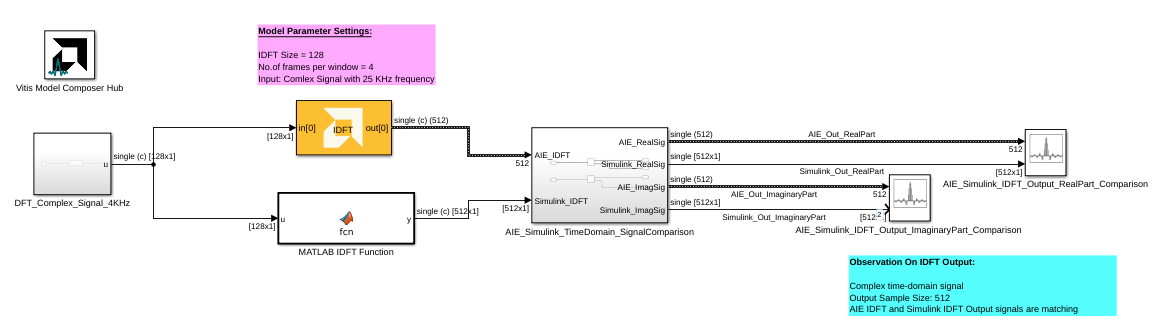 Model Parameter Settings:
IDFT Size = 128
No.of frames per window = 4
Input: Comlex Signal with 25 KHz frequency
Vitis Model Composer Hub
u
single (c) [128x1]
DFT_Complex_Signal_4KHz
[128x1]
in[0]
IDFT
out[0]
single (c) (512)
[128x1]
u
fcn
y
single (c) [512x1]
MATLAB IDFT Function
512
AIE_IDFT
[512x1]
Simulink_IDFT
AIE_RealSig
Simulink_RealSig
AIE_ImagSig
Simulink_ImagSig
AIE_Simulink_TimeDomain_SignalComparison
single (512)
AIE_Out_RealPart
512
single [512x1]
Simulink_Out_RealPart
[512x1]
AIE_Simulink_IDFT_Output_RealPart_Comparison
single (512)
AIE_Out_ImaginaryPart
512
single [512x1]
Simulink_Out_ImaginaryPart
[512
2
AIE_Simulink_IDFT_Output_ImaginaryPart_Comparison
Observation On IDFT Output:
Complex time-domain signal
Output Sample Size: 512
AIE IDFT and Simulink IDFT Output signals are matching